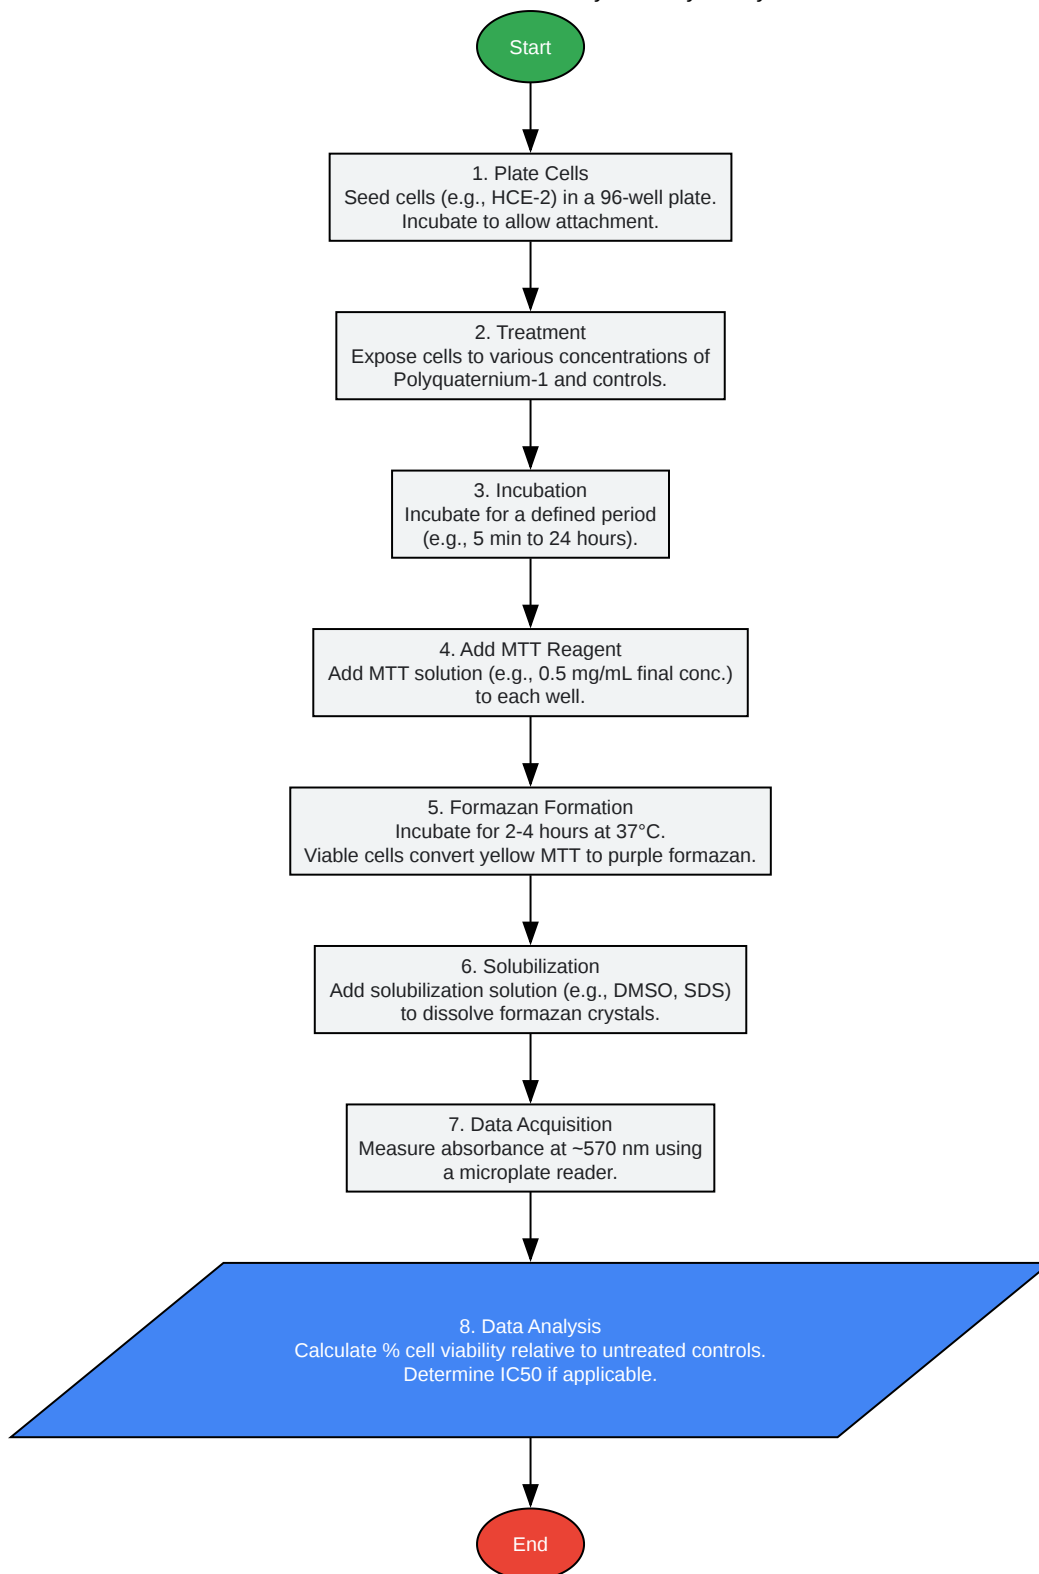 Start
1. Plate Cells
Seed cells (e.g., HCE-2) in a 96-well plate.
Incubate to allow attachment.
2. Treatment
Expose cells to various concentrations of
Polyquaternium-1 and controls.
3. Incubation
Incubate for a defined period
(e.g., 5 min to 24 hours).
4. Add MTT Reagent
Add MTT solution (e.g., 0.5 mg/mL final conc.)
to each well.
5. Formazan Formation
Incubate for 2-4 hours at 37°C.
Viable cells convert yellow MTT to purple formazan.
6. Solubilization
Add solubilization solution (e.g., DMSO, SDS)
to dissolve formazan crystals.
7. Data Acquisition
Measure absorbance at ~570 nm using
a microplate reader.
8. Data Analysis
Calculate % cell viability relative to untreated controls.
Determine IC50 if applicable.
End